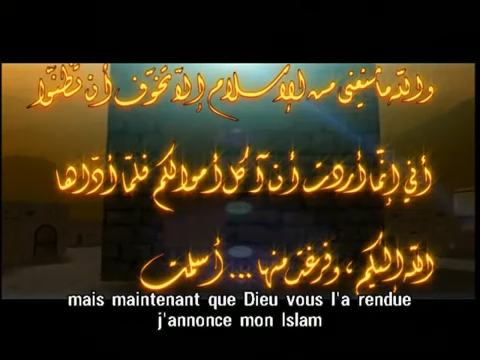 والله ما منعني من الإسلام إلا تخوف أن تظنوا
أني إنما أردت أن آكل أموالكم فلما أداها
الله إليكم ، وفرغت منها ... أسلمت
mais maintenant que Dieu vous l'a rendue
j'annonce mon Islam